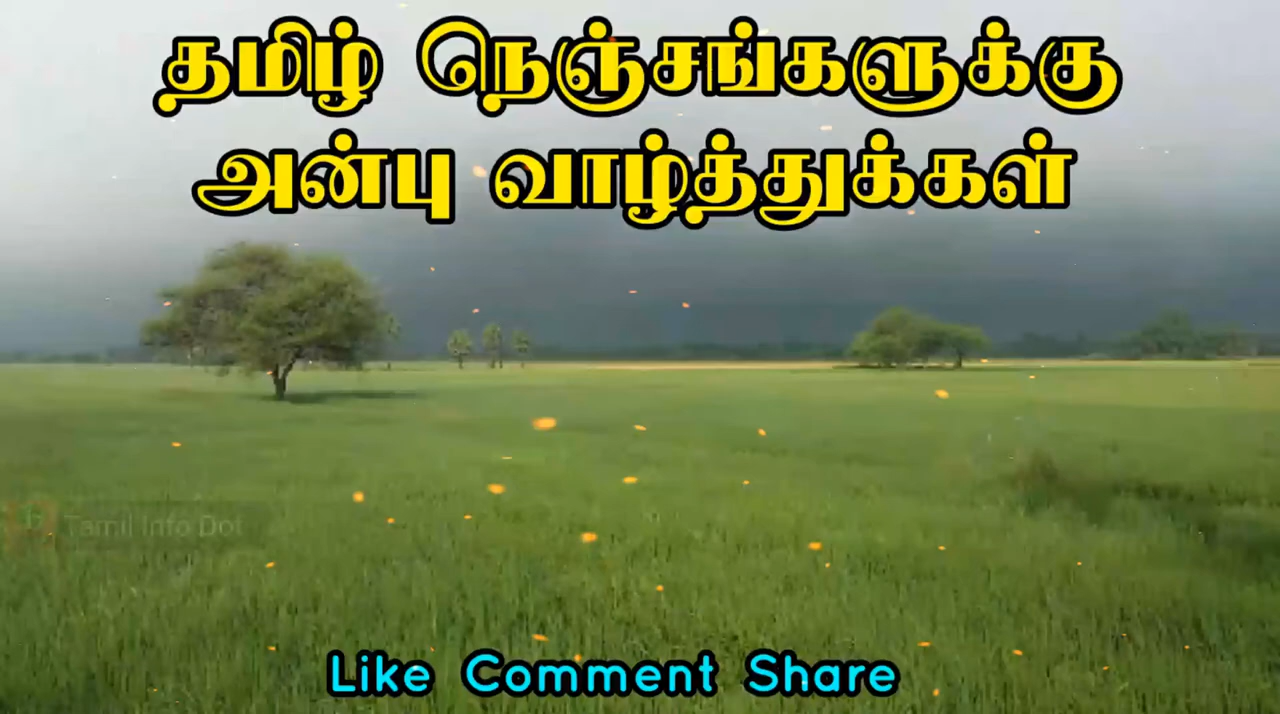 தமிழ் நெஞ்சங்களுக்கு
அன்பு வாழ்த்துக்கள்
Tamil Info Dot
Like Comment Share